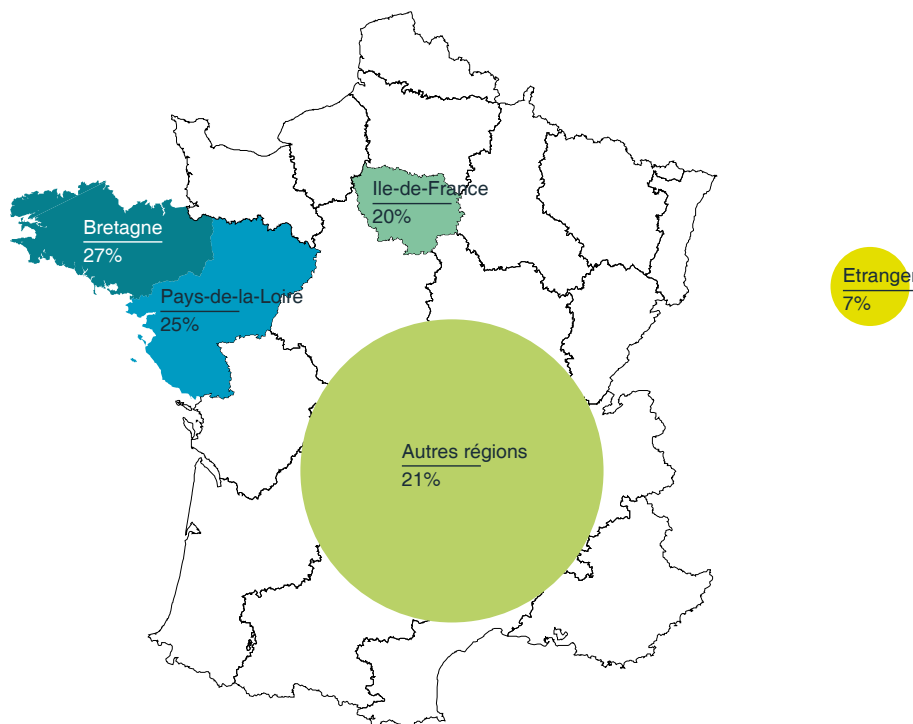 Ile-de-France
20%
Bretagne
27%
Pays-de-la-Loire
25%
Etranger
7%
Autres régions
21%